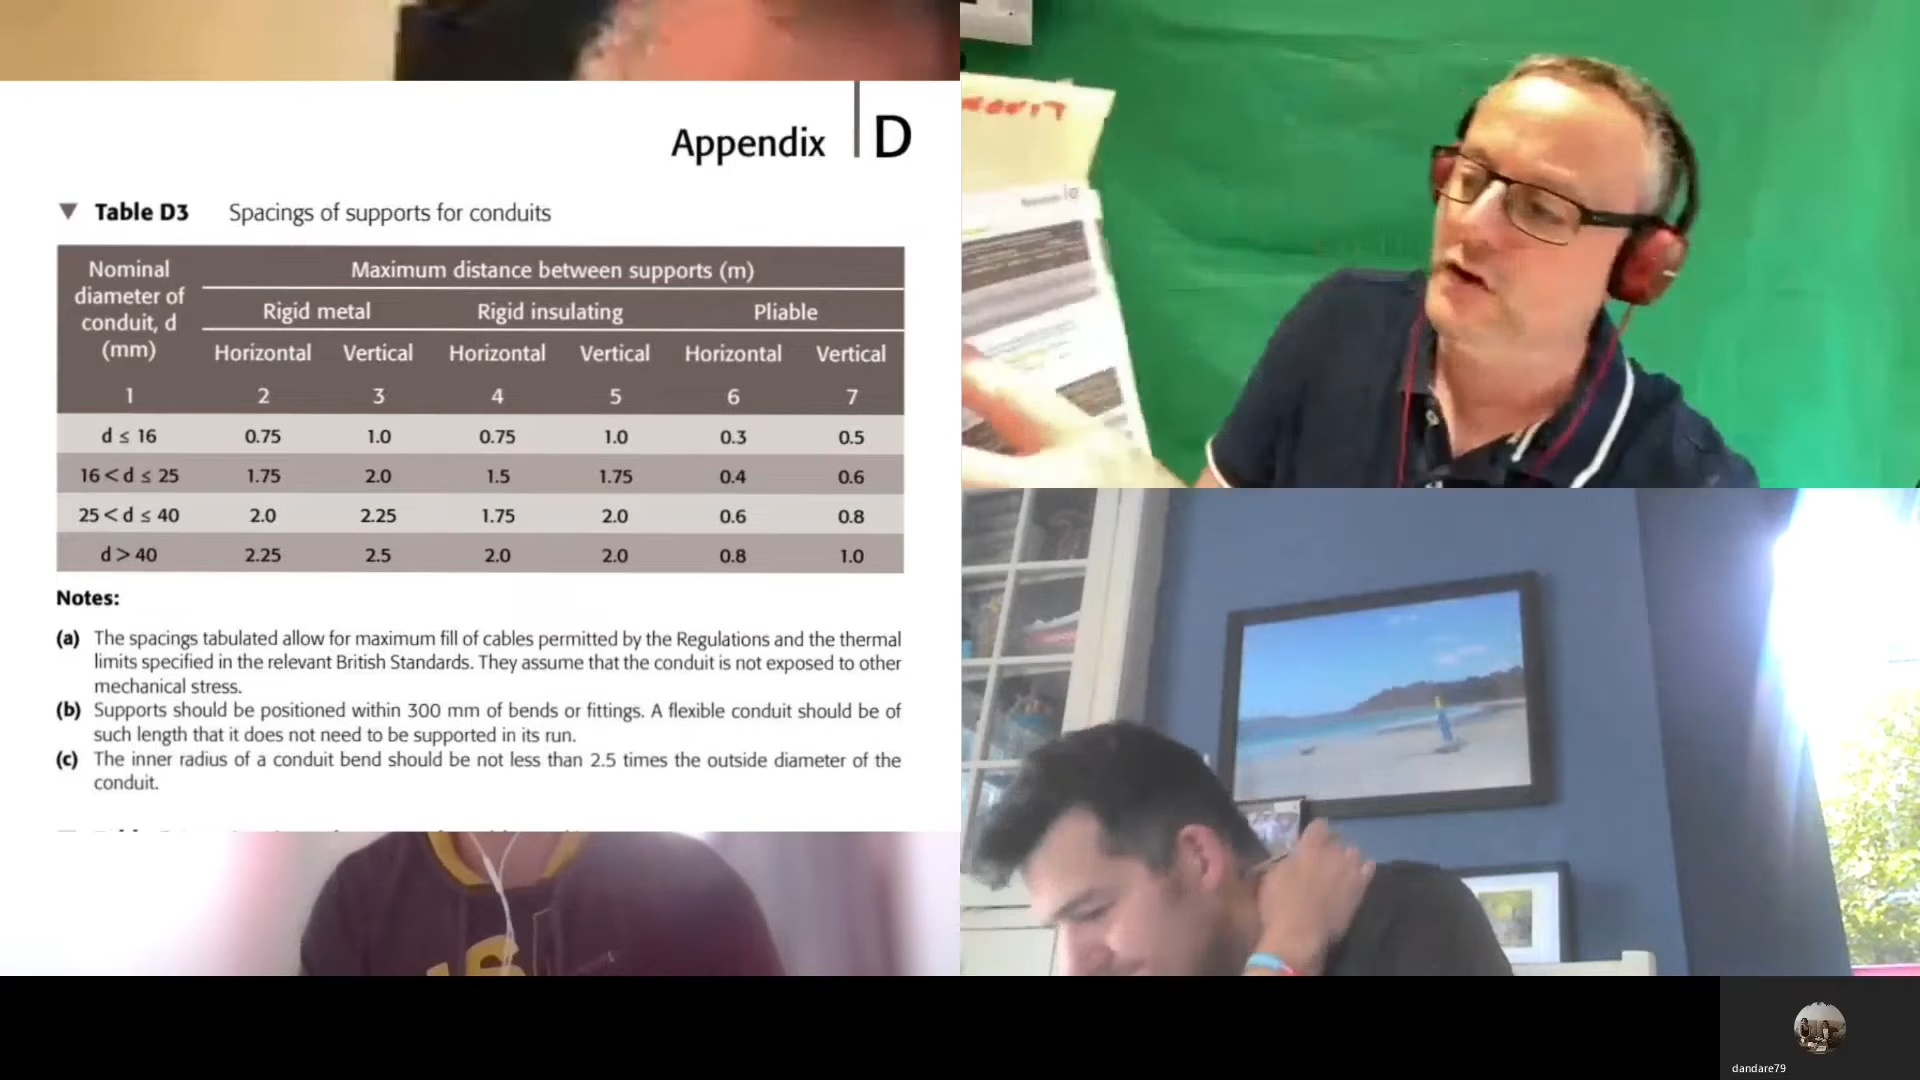 Appendix D
▼ Table D3 Spacings of supports for conduits
Nominal diameter of conduit, d (mm) Maximum distance between supports (m)
Rigid metal Rigid insulating Pliable
Horizontal Vertical Horizontal Vertical Horizontal Vertical
1 2 3 4 5 6 7
d ≤ 16 0.75 1.0 0.75 1.0 0.3 0.5
16 < d ≤ 25 1.75 2.0 1.5 1.75 0.4 0.6
25 < d ≤ 40 2.0 2.25 1.75 2.0 0.6 0.8
d > 40 2.25 2.5 2.0 2.0 0.8 1.0
Notes:
(a) The spacings tabulated allow for maximum fill of cables permitted by the Regulations and the thermal
limits specified in the relevant British Standards. They assume that the conduit is not exposed to other
mechanical stress.
(b) Supports should be positioned within 300 mm of bends or fittings. A flexible conduit should be of
such length that it does not need to be supported in its run.
(c) The inner radius of a conduit bend should be not less than 2.5 times the outside diameter of the
conduit.
dandare79